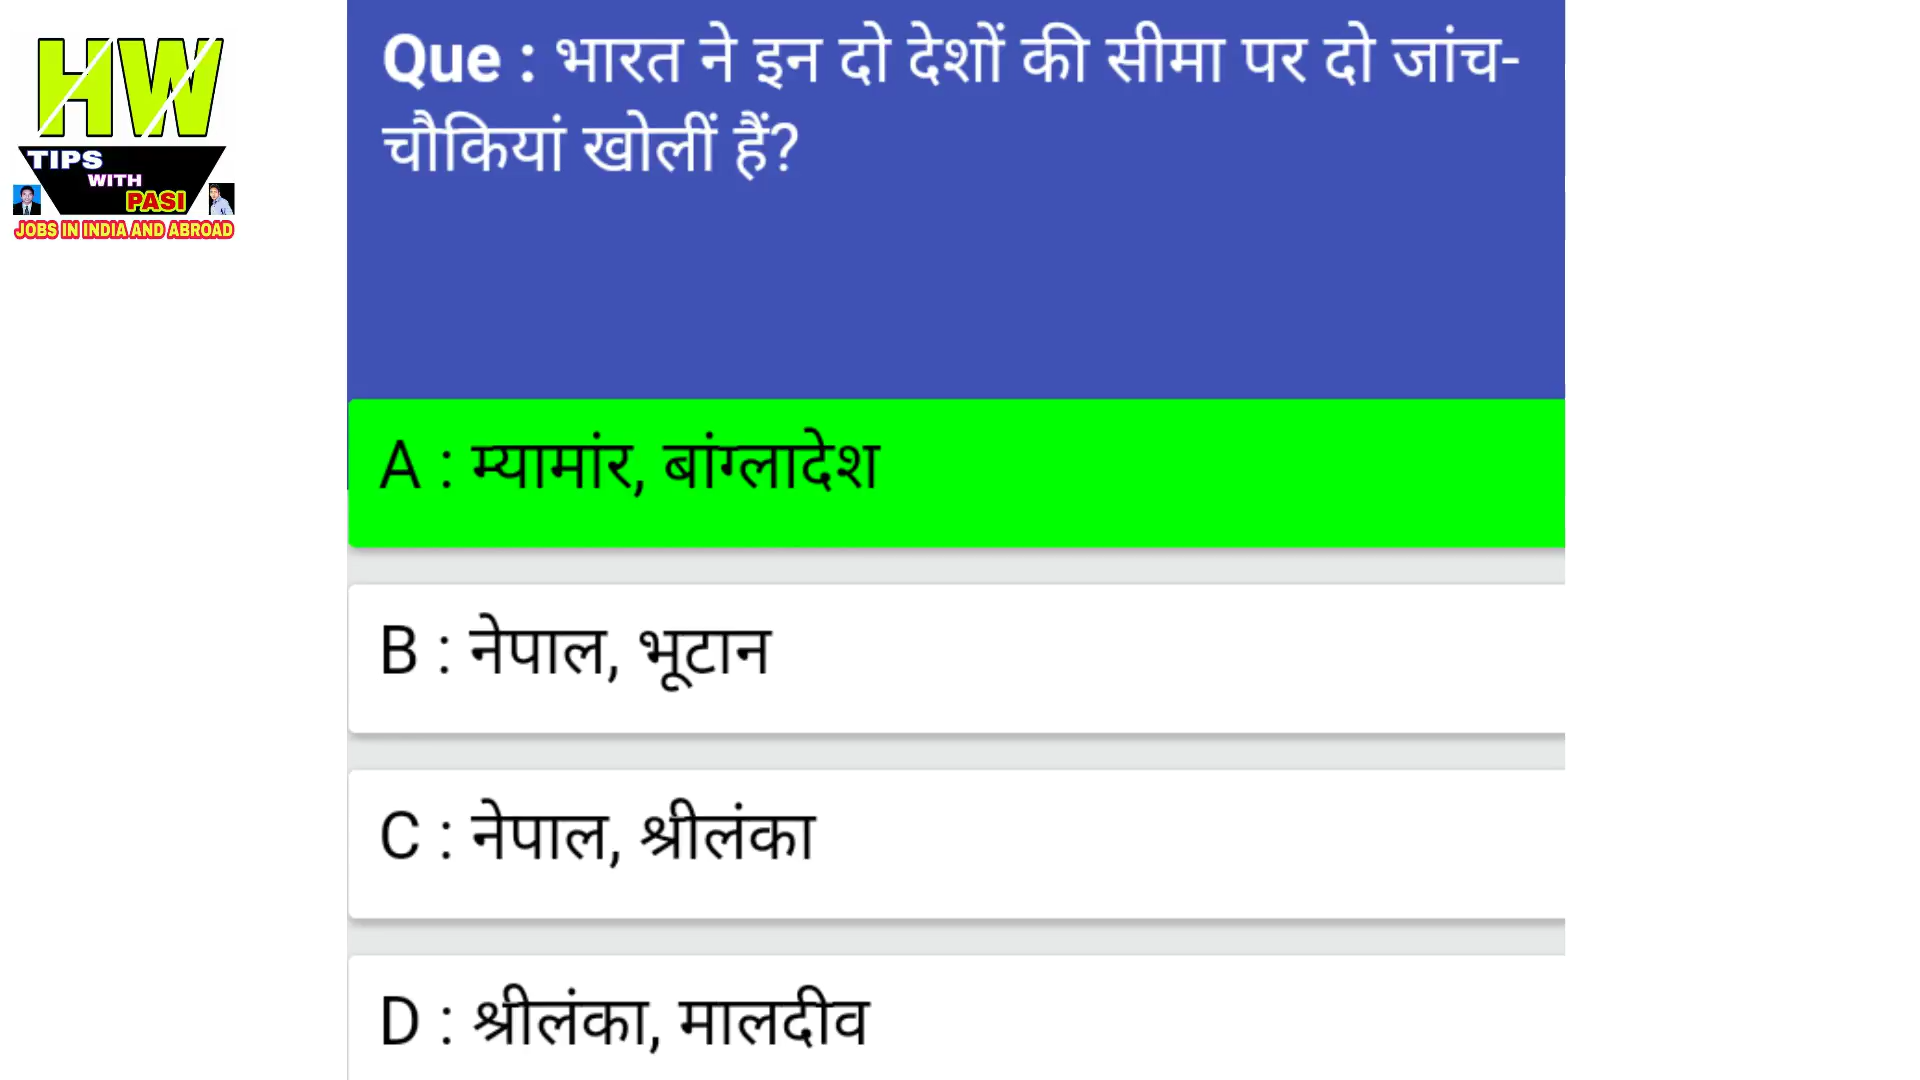 HW
TIPS
WITH
PASI
JOBS IN INDIA AND ABROAD
Que : भारत ने इन दो देशों की सीमा पर दो जांच-
चौकियां खोलीं हैं?
A : म्यामांर, बांग्लादेश
B : नेपाल, भूटान
C : नेपाल, श्रीलंका
D : श्रीलंका, मालदीव